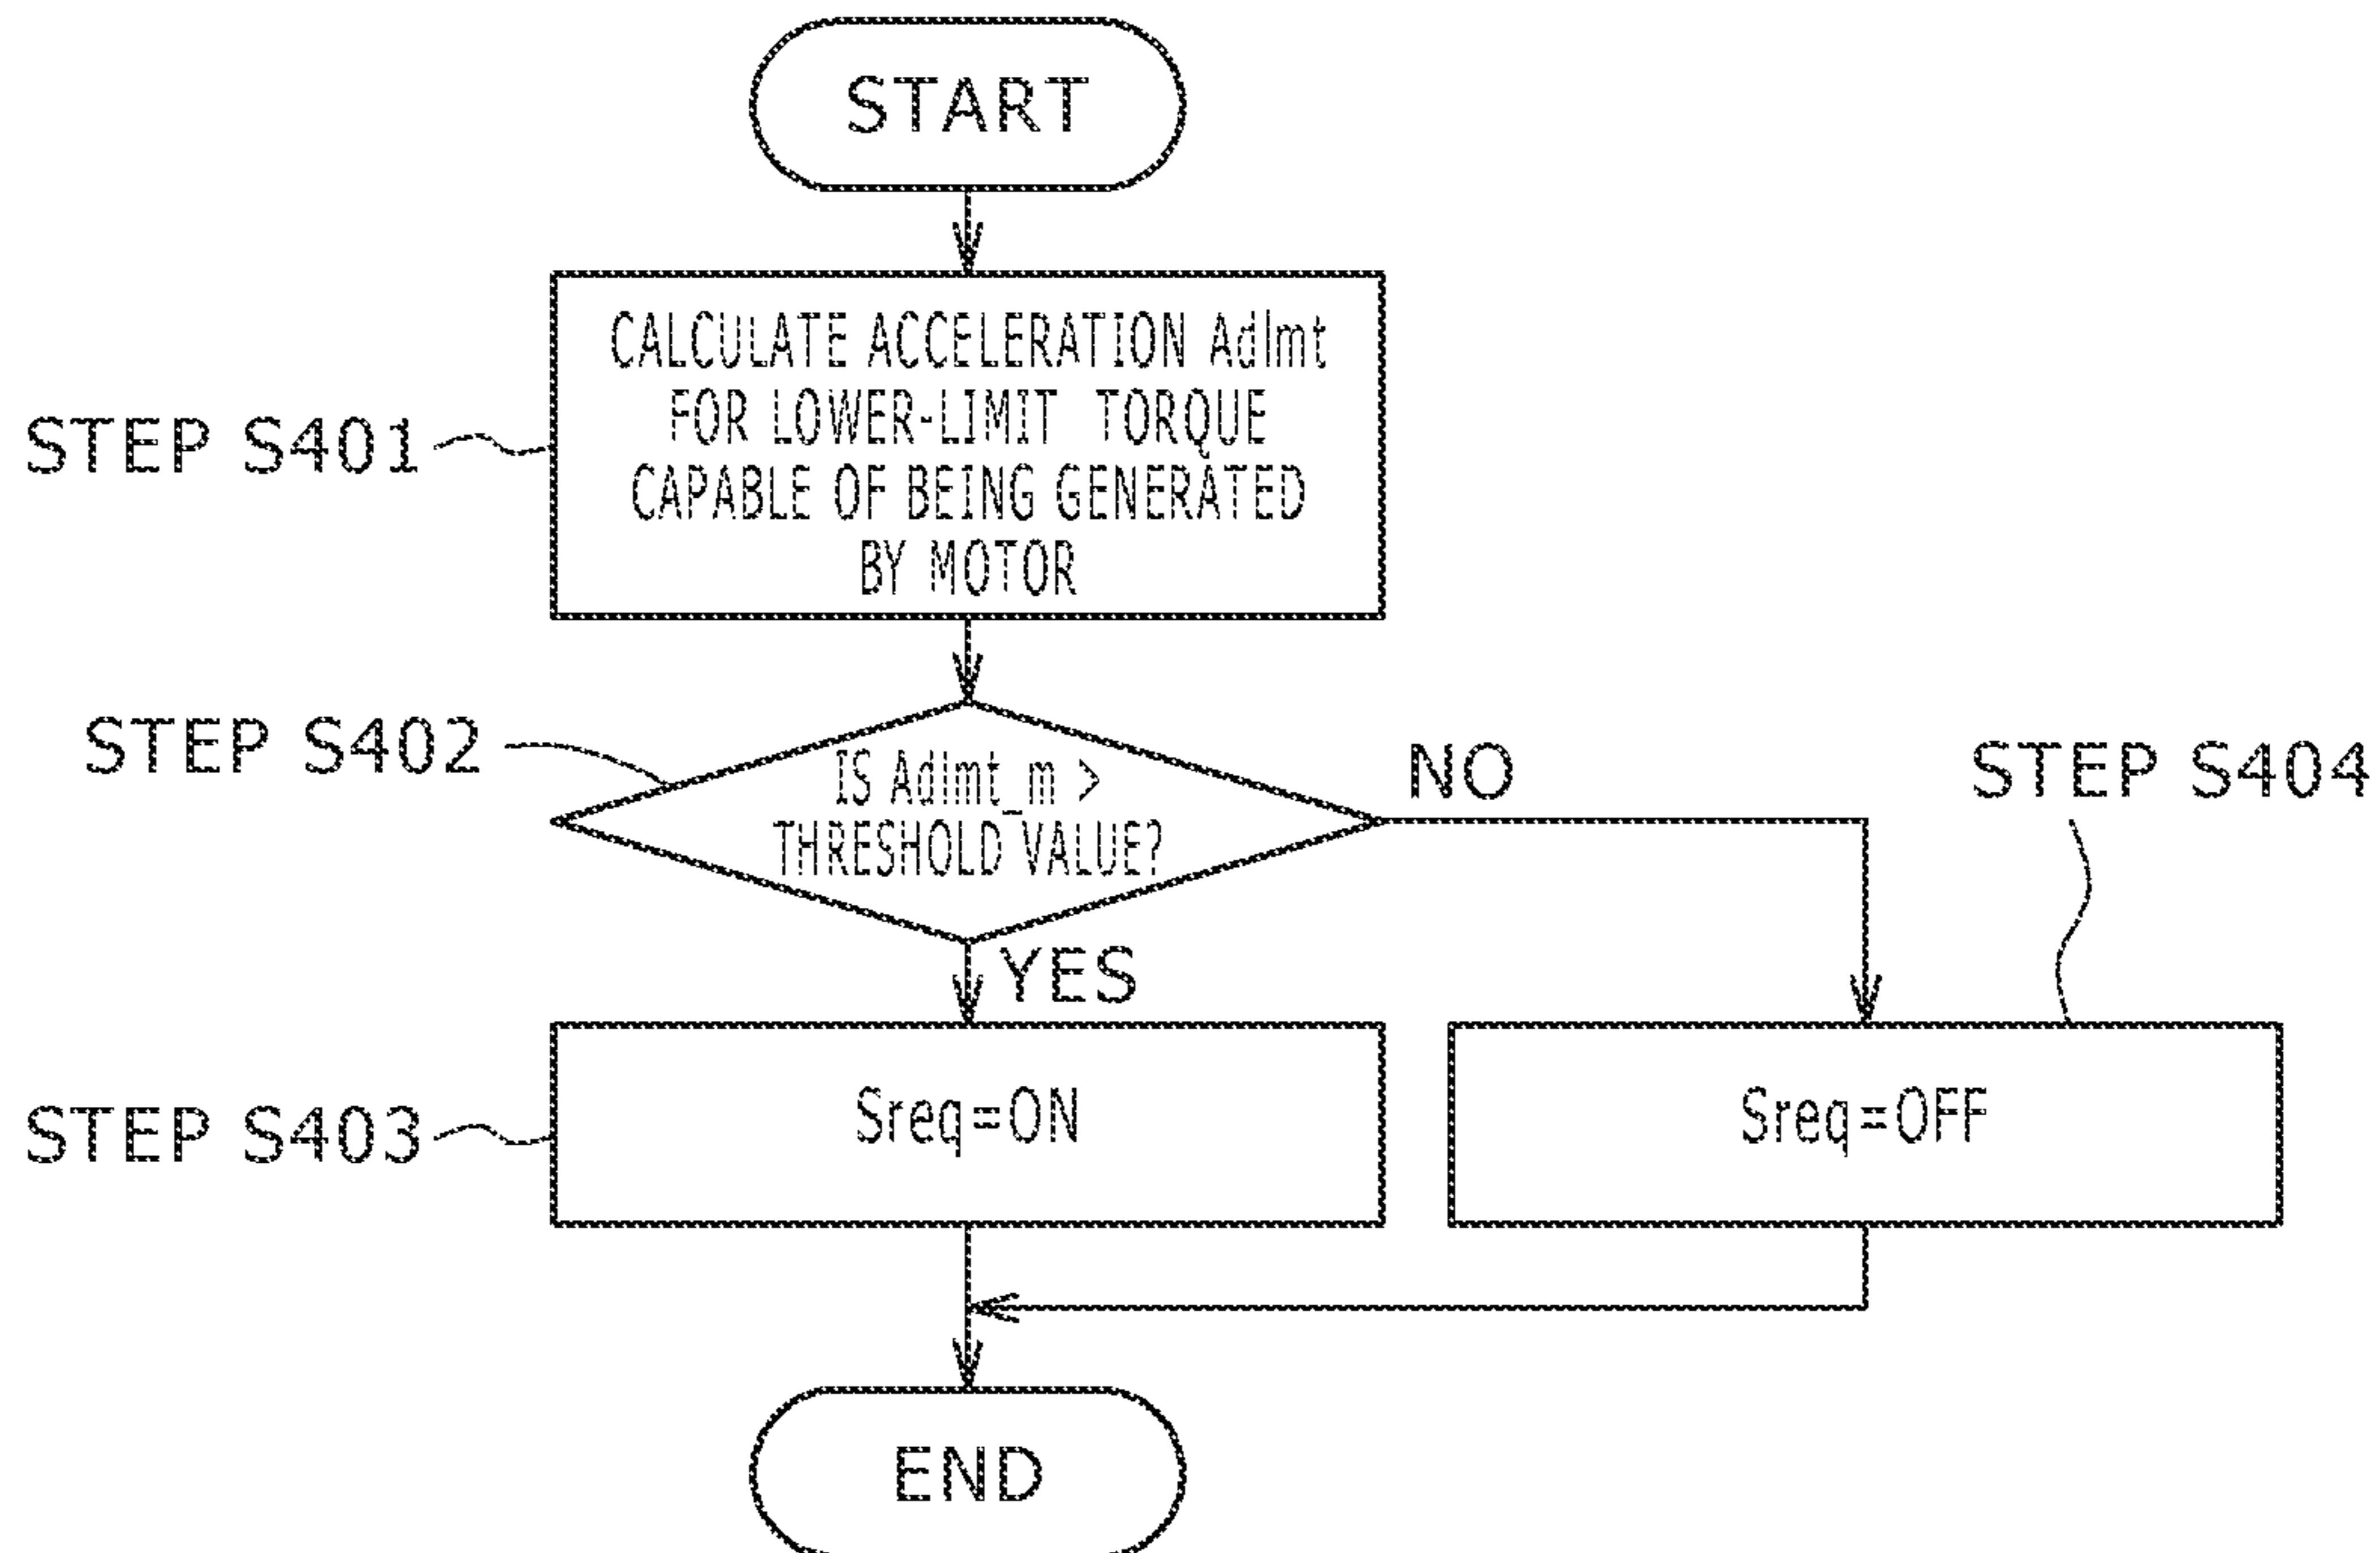 START
CALCULATE ACCELERATION Adlmt
FOR LOWER-LIMIT TORQUE
CAPABLE OF BEING GENERATED
BY MOTOR
STEP S401
STEP S402
IS Adlmt_m >
THRESHOLD VALUE?
NO
STEP S404
YES
STEP S403
Sreq=ON
Sreq=OFF
END